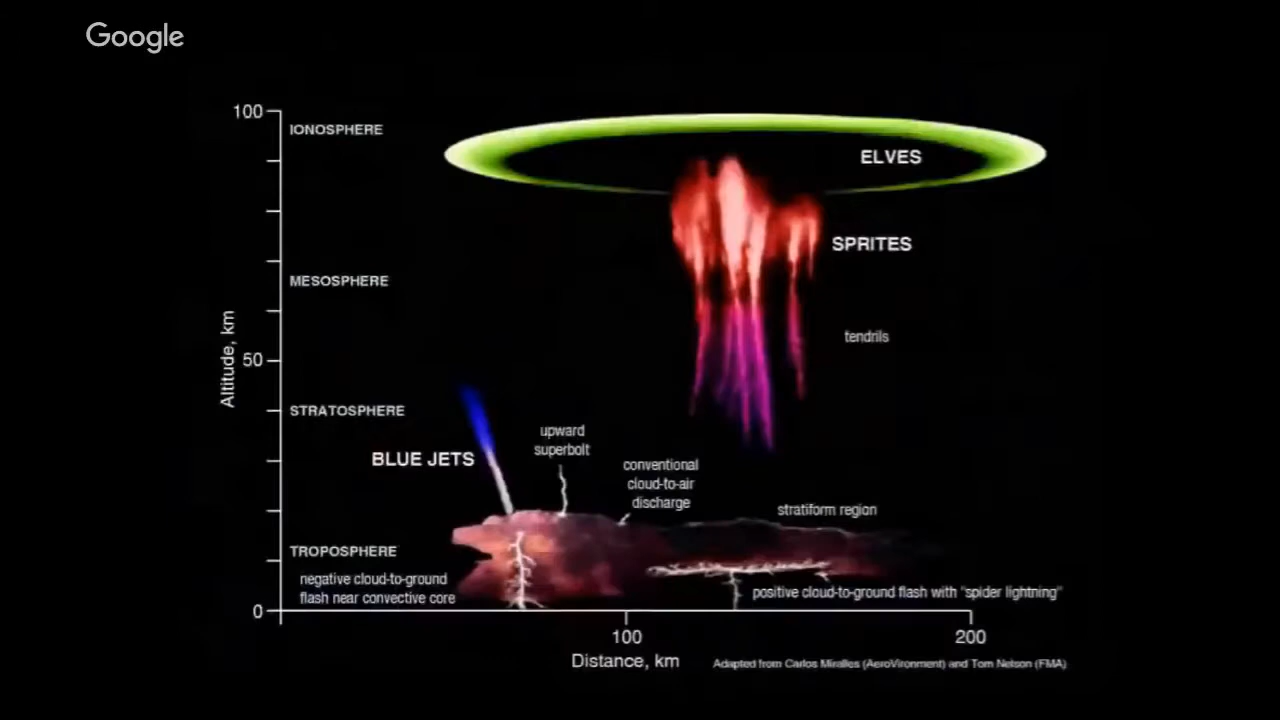 Google
100
IONOSPHERE
ELVES
SPRITES
MESOSPHERE
Altitude, km
tendrils
50
STRATOSPHERE
upward
superbolt
BLUE JETS
conventional
cloud-to-air
discharge
stratiform region
TROPOSPHERE
negative cloud-to-ground
flash near convective core
positive cloud-to-ground flash with "spider lightning"
0
100
200
Distance, km
Adapted from Carlos Miralles (AeroVironment) and Tom Nelson (FMA)